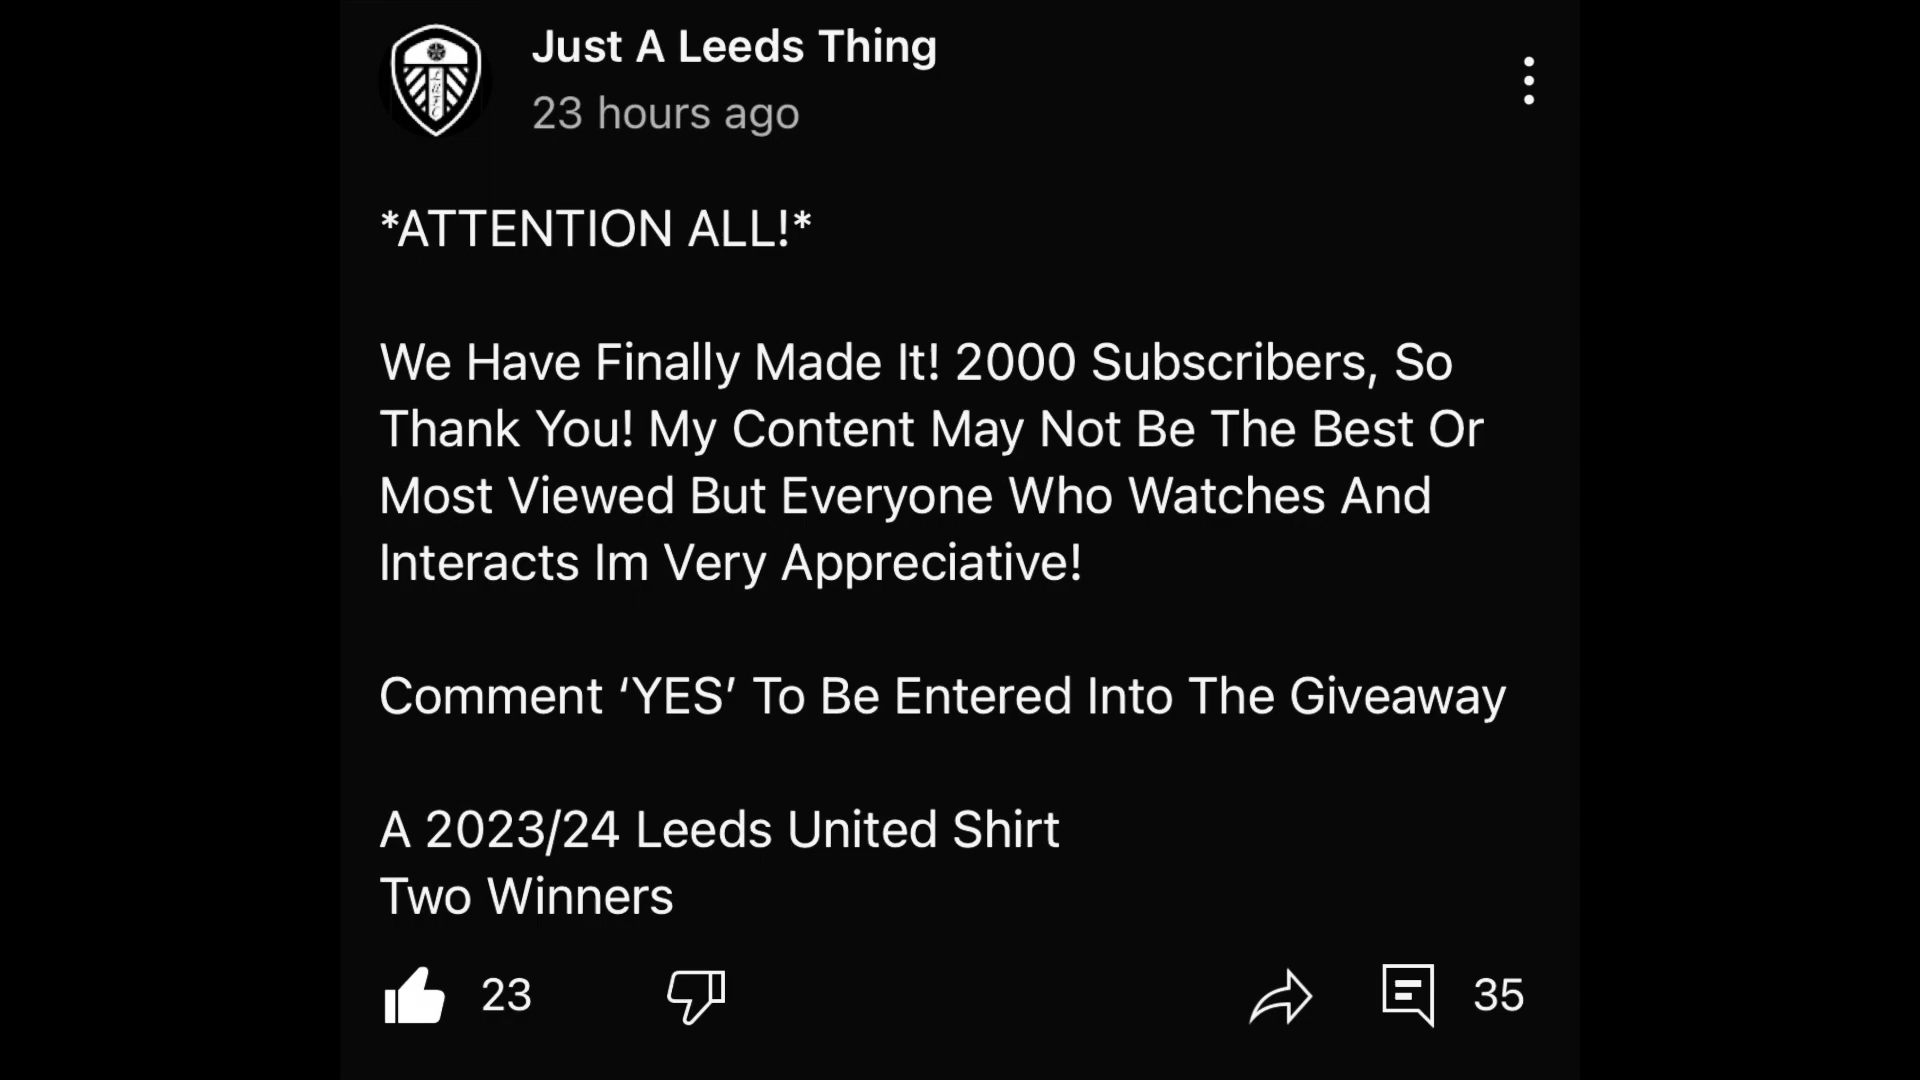 Just A Leeds Thing
23 hours ago
*ATTENTION ALL!*
We Have Finally Made It! 2000 Subscribers, So
Thank You! My Content May Not Be The Best Or
Most Viewed But Everyone Who Watches And
Interacts Im Very Appreciative!
Comment ‘YES’ To Be Entered Into The Giveaway
A 2023/24 Leeds United Shirt
Two Winners
23
35